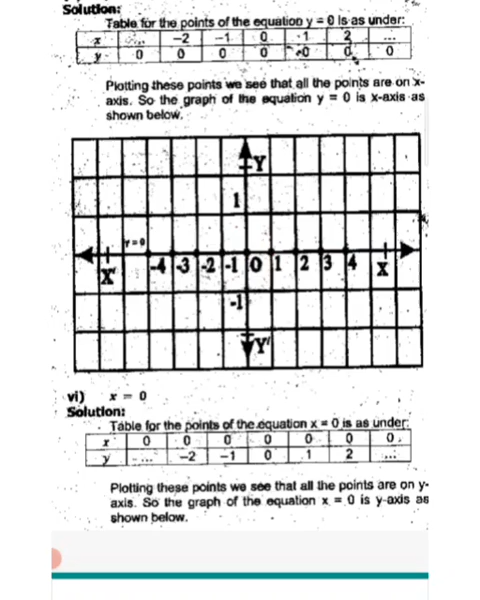 Solution:
Table for the points of the equation y = 0 is as under:
x ... -2 -1 0 1 2 ...
y 0 0 0 0 0 0 0
Plotting these points we see that all the points are on x-
axis. So the graph of the equation y = 0 is x-axis as
shown below.
Y
1
y = 0
X' -4 -3 -2 -1 0 1 2 3 4 X
-1
Y'
vi) x = 0
Solution:
Table for the points of the equation x = 0 is as under:
x 0 0 0 0 0 0 0
y ... -2 -1 0 1 2 ...
Plotting these points we see that all the points are on y-
axis. So the graph of the equation x = 0 is y-axis as
shown below.